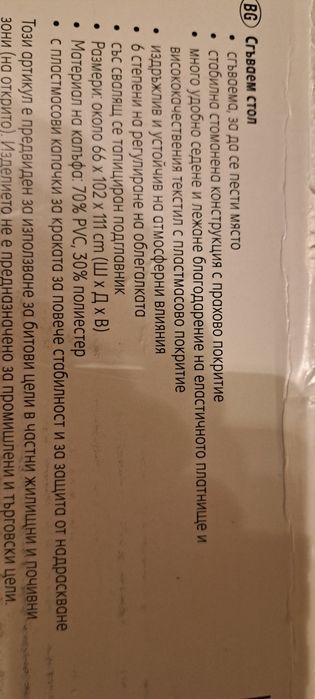 BG Сгъваем стол
• сгъваема, за да се пести място
• стабилна стоманена конструкция с прахово покритие
• много удобно седене и лежане благодарение на еластичното платнище и
висококачествения текстил с пластмасово покритие
• издръжлив и устойчив на атмосферни влияния
• 6 степени на регулиране на облегалката
• със свалящ се тапициран подглавник
• Размери: около 66 x 102 x 111 cm (Ш x Д x В)
• Материал на калъфа: 70% PVC, 30% полиестер
• с пластмасови капачки за краката за повече стабилност и за защита от надраскване
Този артикул е предвиден за използване за битови цели в частни жилищни и почивни
зони (на открито). Изделието не е предназначено за промишлени и търговски цели.